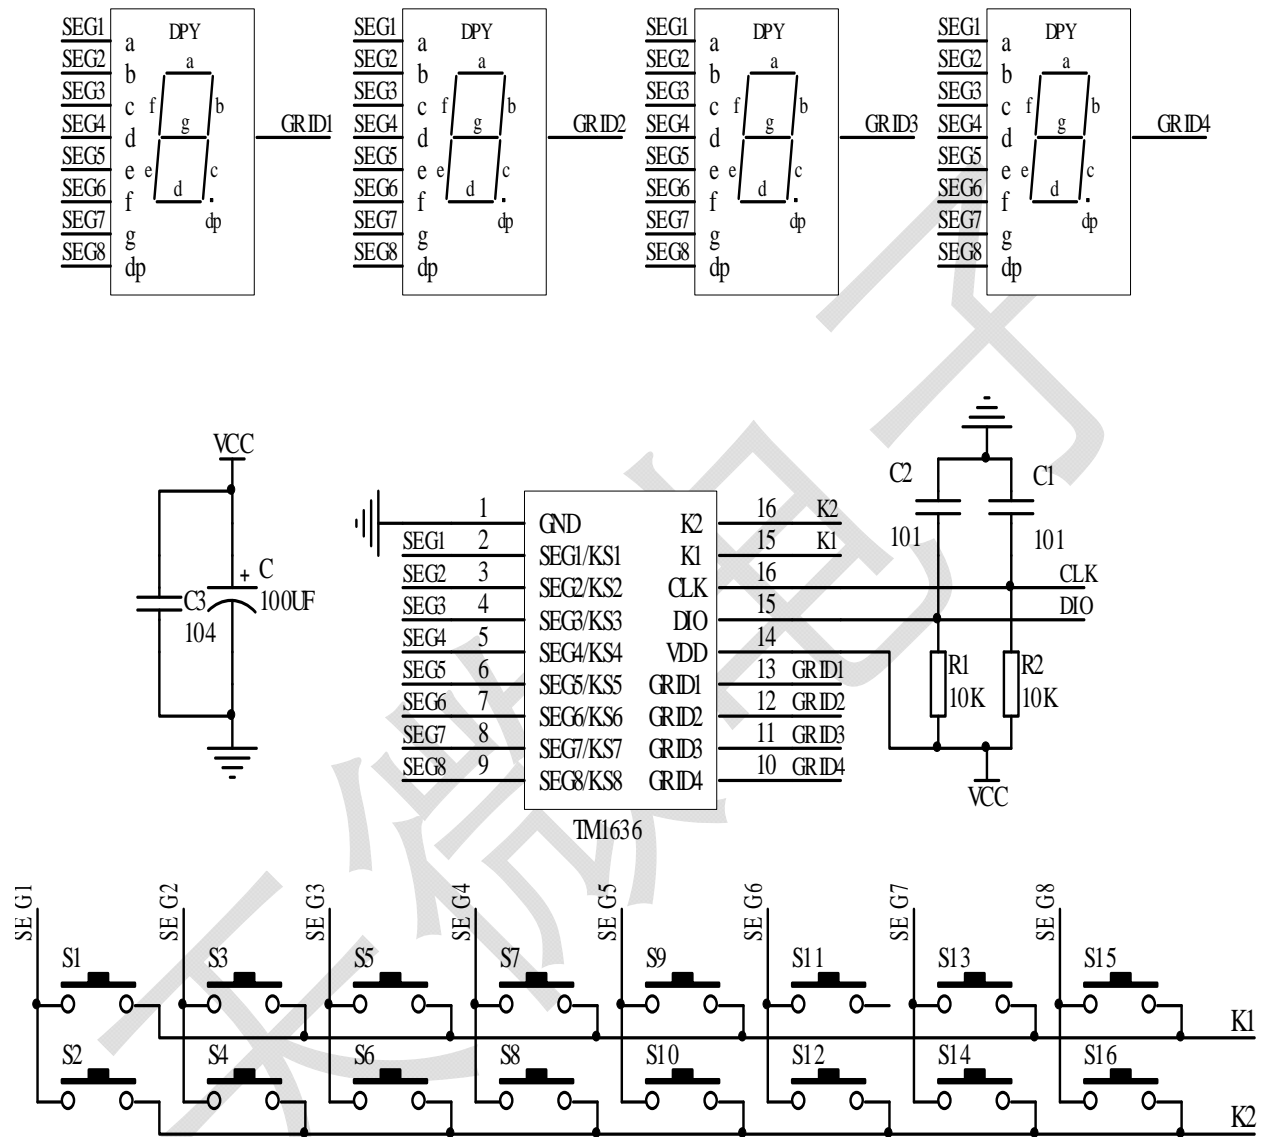 SEG1 DPY SEG1 DPY SEG1 DPY SEG1 DPY
a a a a
SEG2 a SEG2 a SEG2 a SEG2 a
b b b b
SEG3 SEG3 SEG3 SEG3
c f b c f b c f b c f b
SEG4 g GRID1 SEG4 g GRID2 SEG4 g GRID3 SEG4 g GRID4
d d d d
SEG5 SEG5 SEG5 SEG5
e e c e e c e e c e e c
SEG6 d SEG6 d SEG6 d SEG6 d
f f f f
SEG7 dp SEG7 dp SEG7 dp SEG7 dp
g g g g
SEG8 SEG8 SEG8 SEG8
dp dp dp dp
VCC
C3
104
+ C
100UF
1 GND
SEG1 2 SEG1/KS1
SEG2 3 SEG2/KS2
SEG3 4 SEG3/KS3
SEG4 5 SEG4/KS4
SEG5 6 SEG5/KS5
SEG6 7 SEG6/KS6
SEG7 8 SEG7/KS7
SEG8 9 SEG8/KS8
K2 16 K2
K1 15 K1
CLK 16 CLK
DIO 15 DIO
VDD 14
GRID1 13 GRID1
GRID2 12 GRID2
GRID3 11 GRID3
GRID4 10 GRID4
TM1636
C2 C1
101 101
R1 R2
10K 10K
VCC
SEG1 SEG2 SEG3 SEG4 SEG5 SEG6 SEG7 SEG8
S1 S3 S5 S7 S9 S11 S13 S15
K1
S2 S4 S6 S8 S10 S12 S14 S16
K2
天微电子